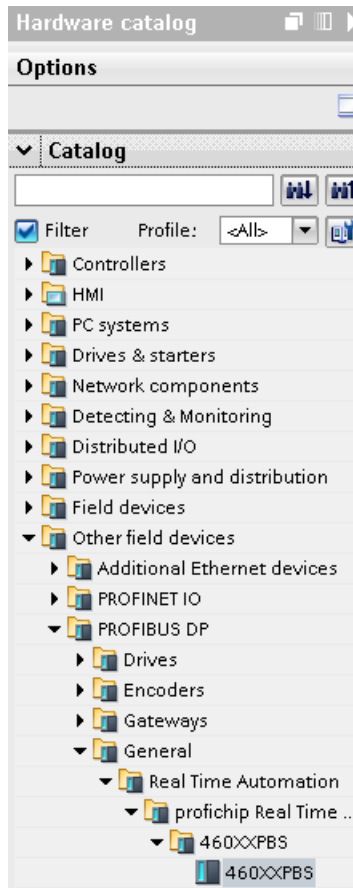 Hardware catalog
Options
Catalog
Filter Profile: <All>
Controllers
HMI
PC systems
Drives & starters
Network components
Detecting & Monitoring
Distributed I/O
Power supply and distribution
Field devices
Other field devices
Additional Ethernet devices
PROFINET IO
PROFIBUS DP
Drives
Encoders
Gateways
General
Real Time Automation
profichip Real Time ...
460XXPBS
460XXPBS